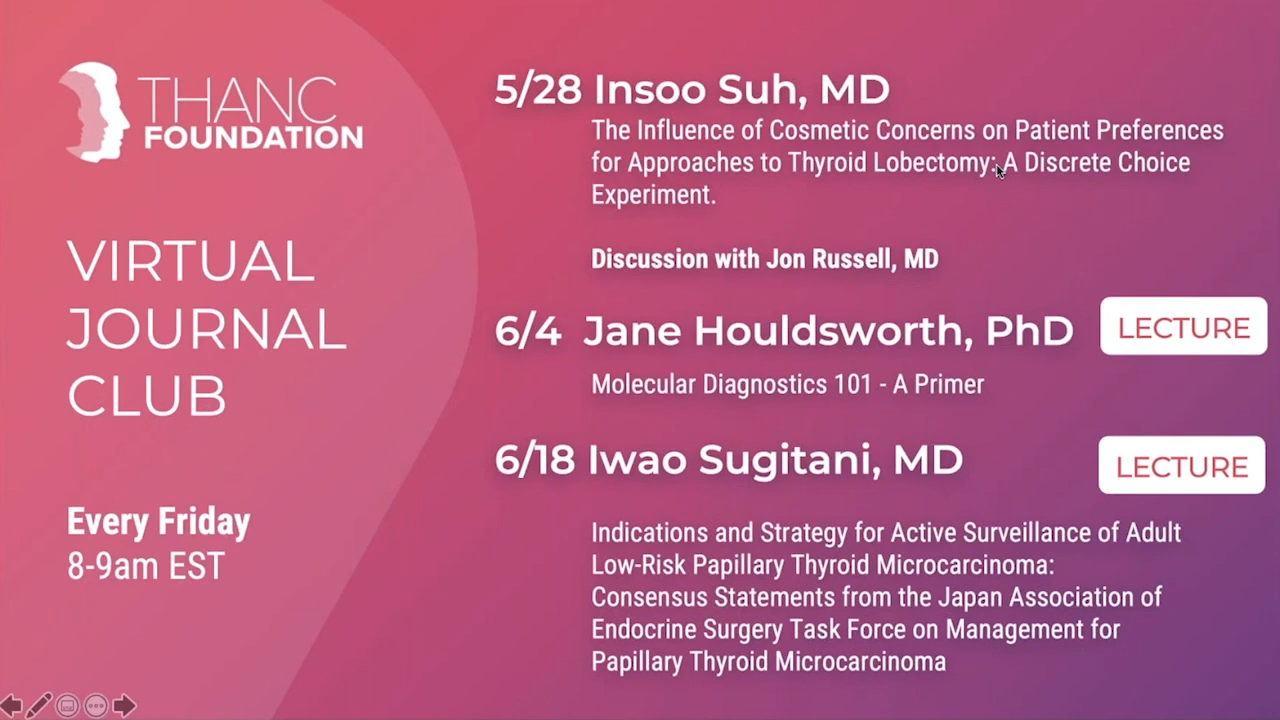 THANC
FOUNDATION
VIRTUAL
JOURNAL
CLUB
Every Friday
8-9am EST
5/28 Insoo Suh, MD
The Influence of Cosmetic Concerns on Patient Preferences
for Approaches to Thyroid Lobectomy: A Discrete Choice
Experiment.
Discussion with Jon Russell, MD
6/4 Jane Houldsworth, PhD
LECTURE
Molecular Diagnostics 101 - A Primer
6/18 Iwao Sugitani, MD
LECTURE
Indications and Strategy for Active Surveillance of Adult
Low-Risk Papillary Thyroid Microcarcinoma:
Consensus Statements from the Japan Association of
Endocrine Surgery Task Force on Management for
Papillary Thyroid Microcarcinoma